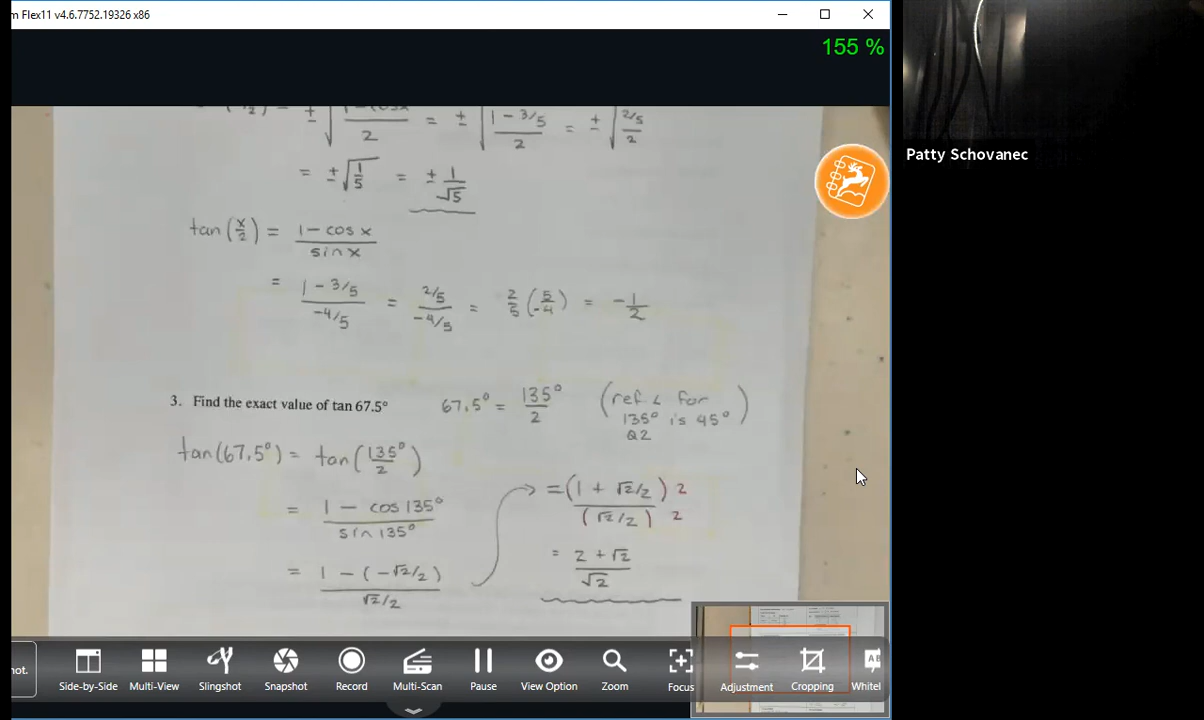 m Flex11 v4.6.7752.19326 x86
155 %
Patty Schovanec
= ± √(1 - 3/5 / 2) = ± √(2/5 / 2)
= ± √(1/5) = ± 1/√5
tan(x/2) = (1 - cos x)/(sin x)
= (1 - 3/5)/(-4/5) = (2/5)/(-4/5) = 2/5 (5/-4) = -1/2
3. Find the exact value of tan 67.5°
67.5° = 135°/2
(ref ∠ for
135° is 45°)
Q2
tan(67.5°) = tan(135°/2)
= (1 - cos 135°)/(sin 135°)
= (1 - (-√2/2))/(√2/2)
= (1 + √2/2) 2 / (√2/2) 2
= (2 + √2)/√2
not.
Side-by-Side
Multi-View
Slingshot
Snapshot
Record
Multi-Scan
Pause
View Option
Zoom
Focus
Adjustment
Cropping
Whitel